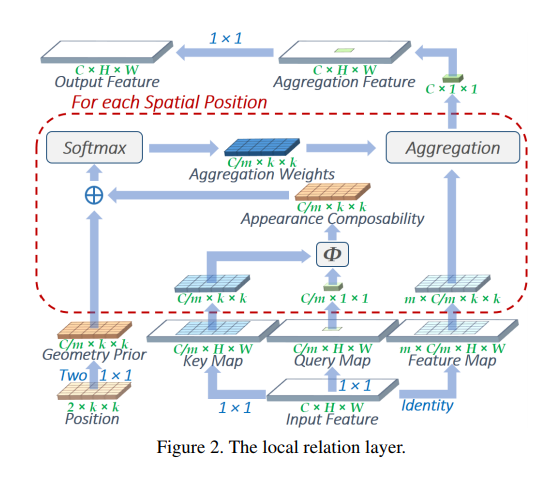 1×1
C×H×W
Output Feature
C×H×W
Aggregation Feature
C×1×1
For each Spatial Position
Softmax
C/m×k×k
Aggregation Weights
Aggregation
⊕
C/m×k×k
Appearance Composability
Φ
C/m×k×k
C/m×1×1
m×C/m×k×k
C/m×k×k
Geometry Prior
C/m×H×W
Key Map
C/m×H×W
Query Map
m×C/m×H×W
Feature Map
Two 1×1
2×k×k
Position
1×1
1×1
C×H×W
Input Feature
Identity
Figure 2. The local relation layer.